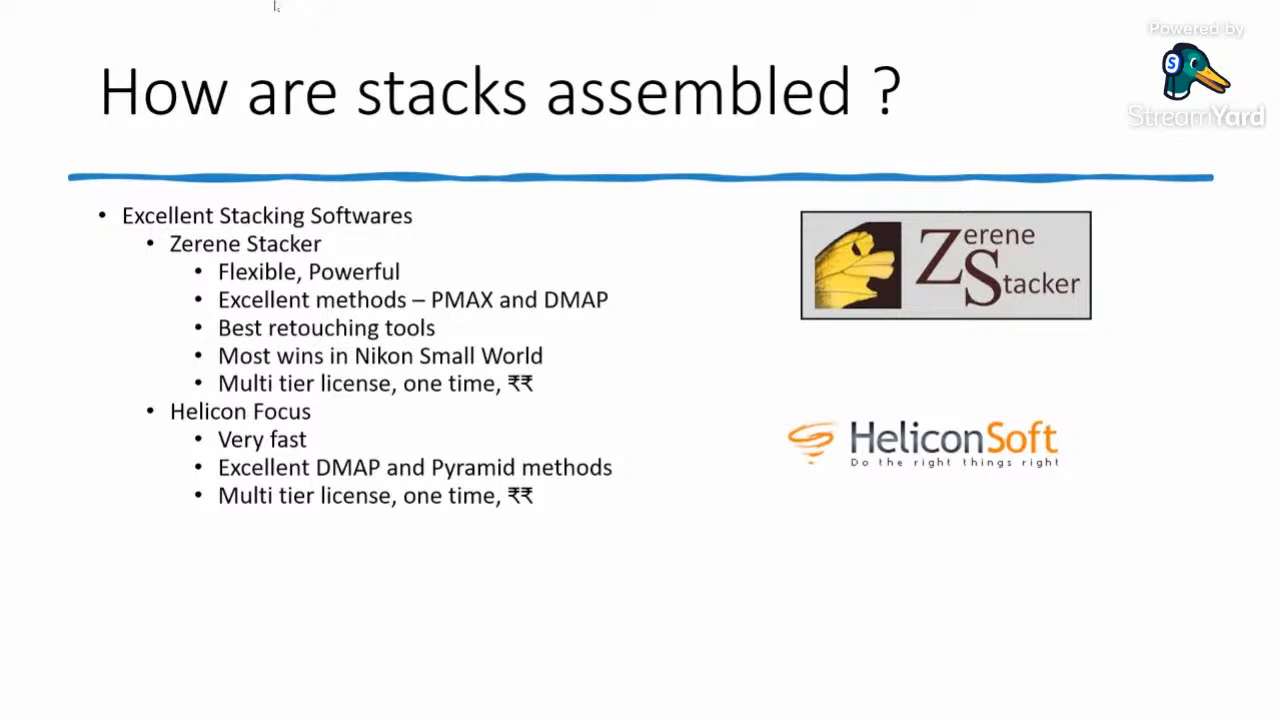 Powered by
StreamYard
How are stacks assembled ?
• Excellent Stacking Softwares
• Zerene Stacker
• Flexible, Powerful
• Excellent methods – PMAX and DMAP
• Best retouching tools
• Most wins in Nikon Small World
• Multi tier license, one time, ₹₹
• Helicon Focus
• Very fast
• Excellent DMAP and Pyramid methods
• Multi tier license, one time, ₹₹
Zerene
Stacker
HeliconSoft
Do the right things right